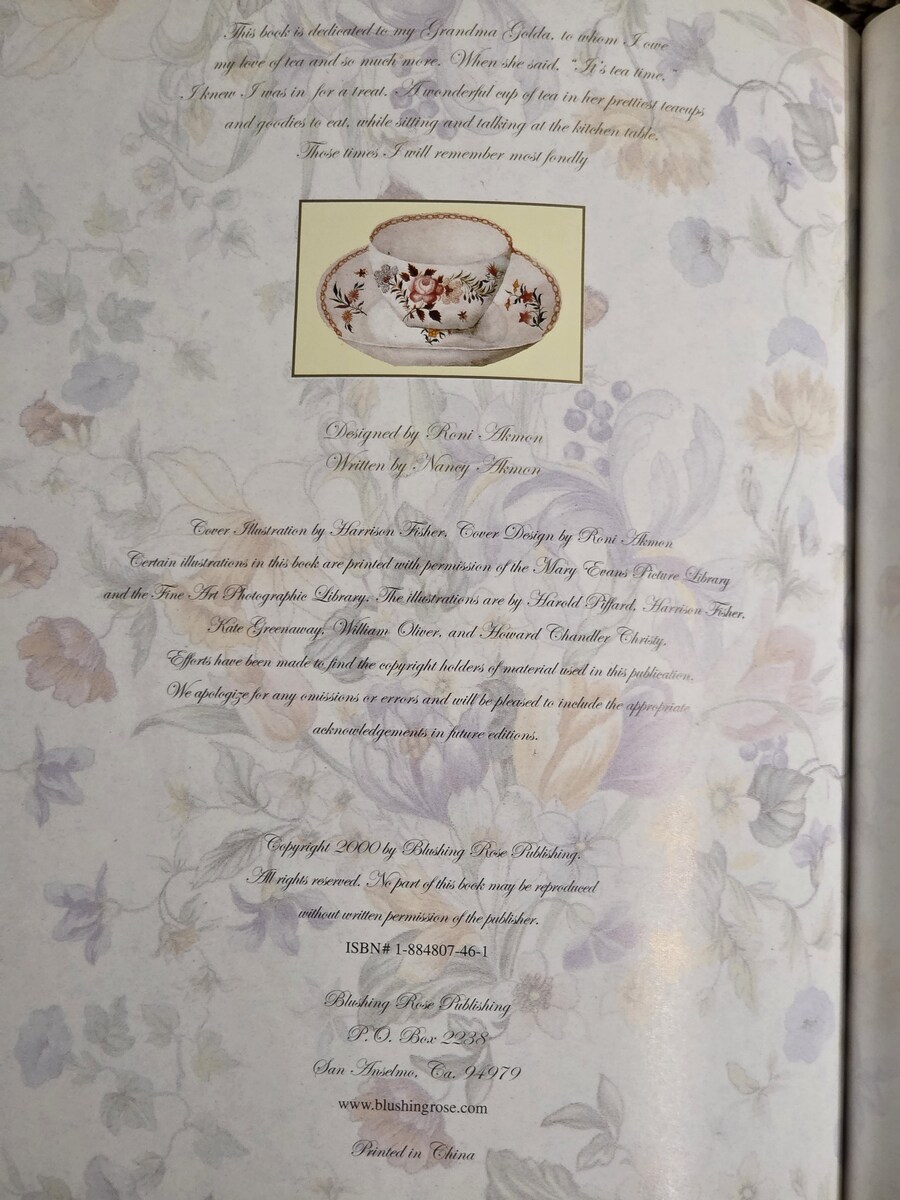 This book is dedicated to my Grandma Golda, to whom I owe
my love of tea and so much more. When she said, "It's tea time,"
I knew I was in for a treat. A wonderful cup of tea in her prettiest teacups
and goodies to eat, while sitting and talking at the kitchen table.
Those times I will remember most fondly
Designed by Roni Akmon
Written by Nancy Akmon
Cover Illustration by Harrison Fisher, Cover Design by Roni Akmon
Certain illustrations in this book are printed with permission of the Mary Evans Picture Library
and the Fine Art Photographic Library. The illustrations are by Harold Piffard, Harrison Fisher,
Kate Greenaway, William Oliver, and Howard Chandler Christy.
Efforts have been made to find the copyright holders of material used in this publication.
We apologize for any omissions or errors and will be pleased to include the appropriate
acknowledgements in future editions.
Copyright 2000 by Blushing Rose Publishing.
All rights reserved. No part of this book may be reproduced
without written permission of the publisher.
ISBN# 1-884807-46-1
Blushing Rose Publishing
P.O. Box 2238
San Anselmo, Ca. 94979
www.blushingrose.com
Printed in China